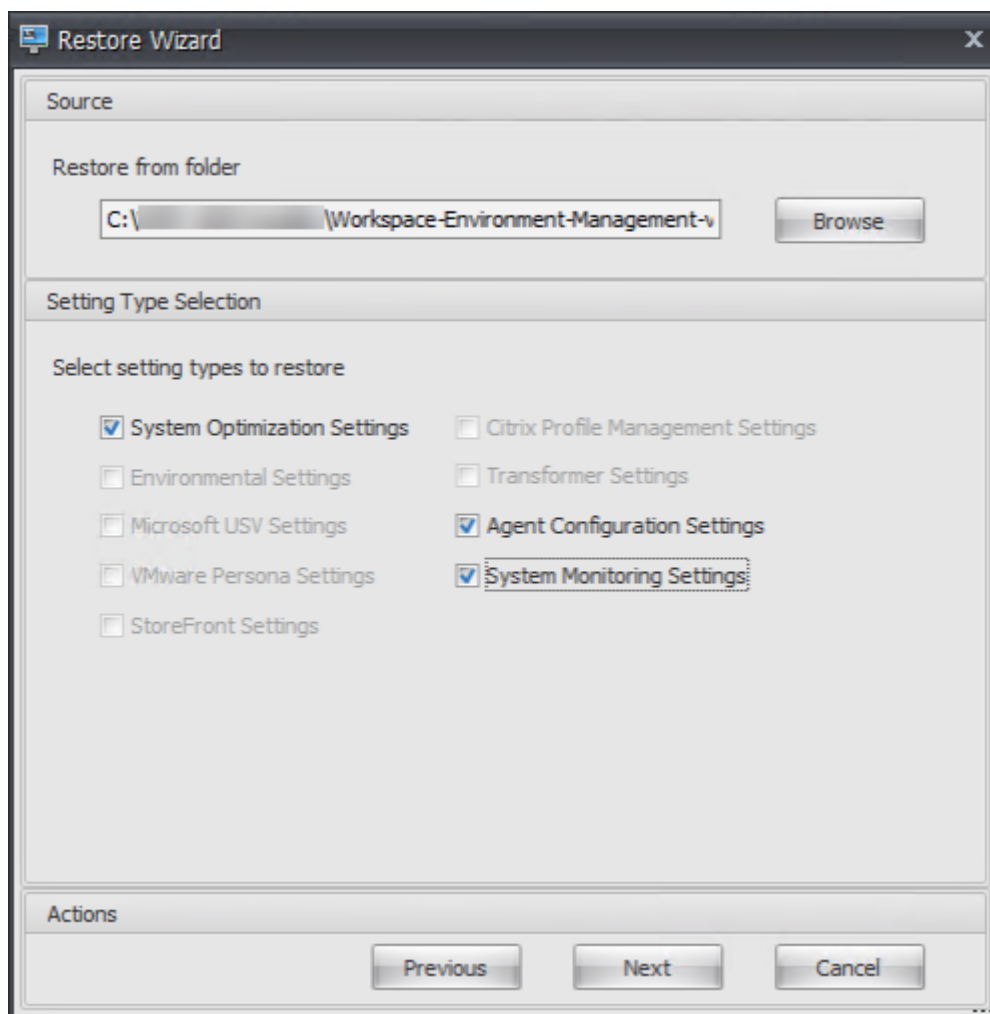 Restore Wizard
Source
Restore from folder
C:\ \Workspace-Environment-Management-v
Browse
Setting Type Selection
Select setting types to restore
System Optimization Settings
Citrix Profile Management Settings
Environmental Settings
Transformer Settings
Microsoft USV Settings
Agent Configuration Settings
VMware Persona Settings
System Monitoring Settings
StoreFront Settings
Actions
Previous
Next
Cancel